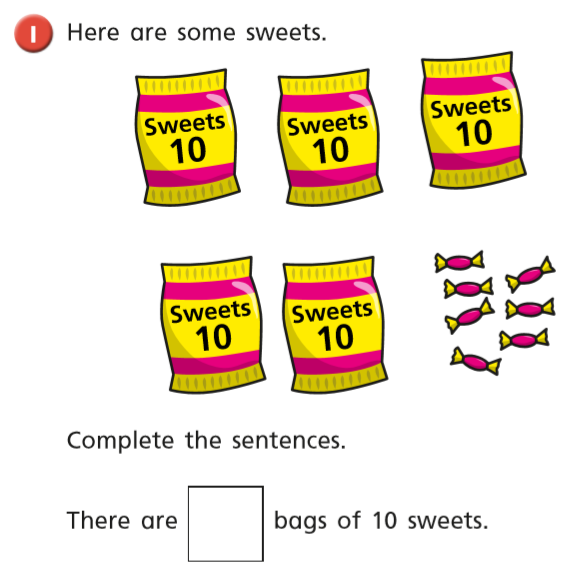 1 Here are some sweets.
Sweets
10
Sweets
10
Sweets
10
Sweets
10
Sweets
10
Complete the sentences.
There are bags of 10 sweets.